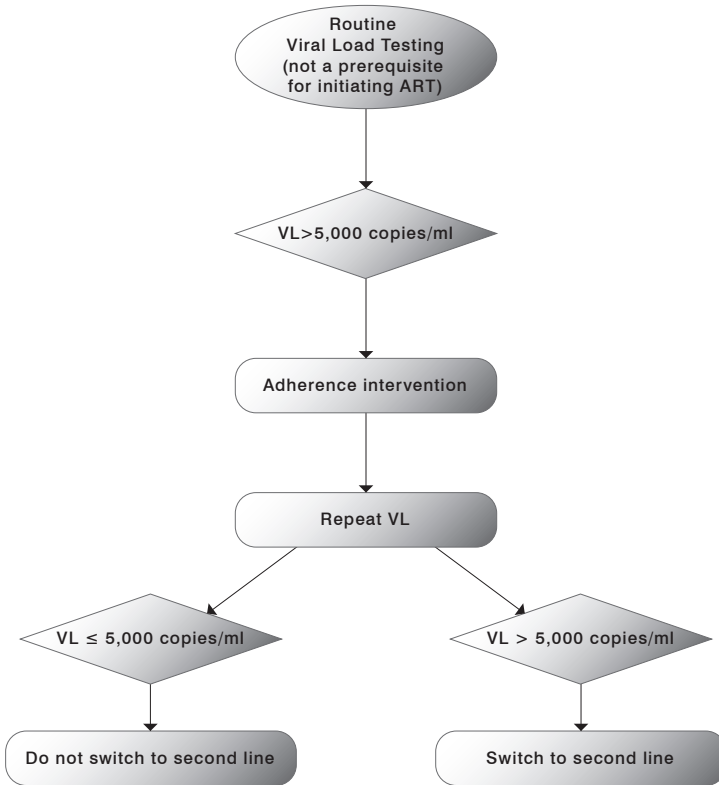 Routine
Viral Load Testing
(not a prerequisite
for initiating ART)
VL>5,000 copies/ml
Adherence intervention
Repeat VL
VL ≤ 5,000 copies/ml
VL > 5,000 copies/ml
Do not switch to second line
Switch to second line